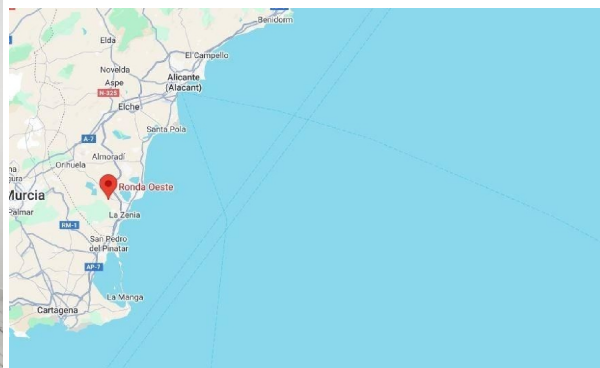 Benidorm
Elda
El Campello
Novelda
Alicante
(Alacant)
Aspe
N-325
Elche
Santa Pola
A-7
Almoradí
Orihuela
Ronda Oeste
Murcia
Palmar
La Zenia
RM-1
San Pedro
del Pinatar
AP-7
La Manga
Cartagena